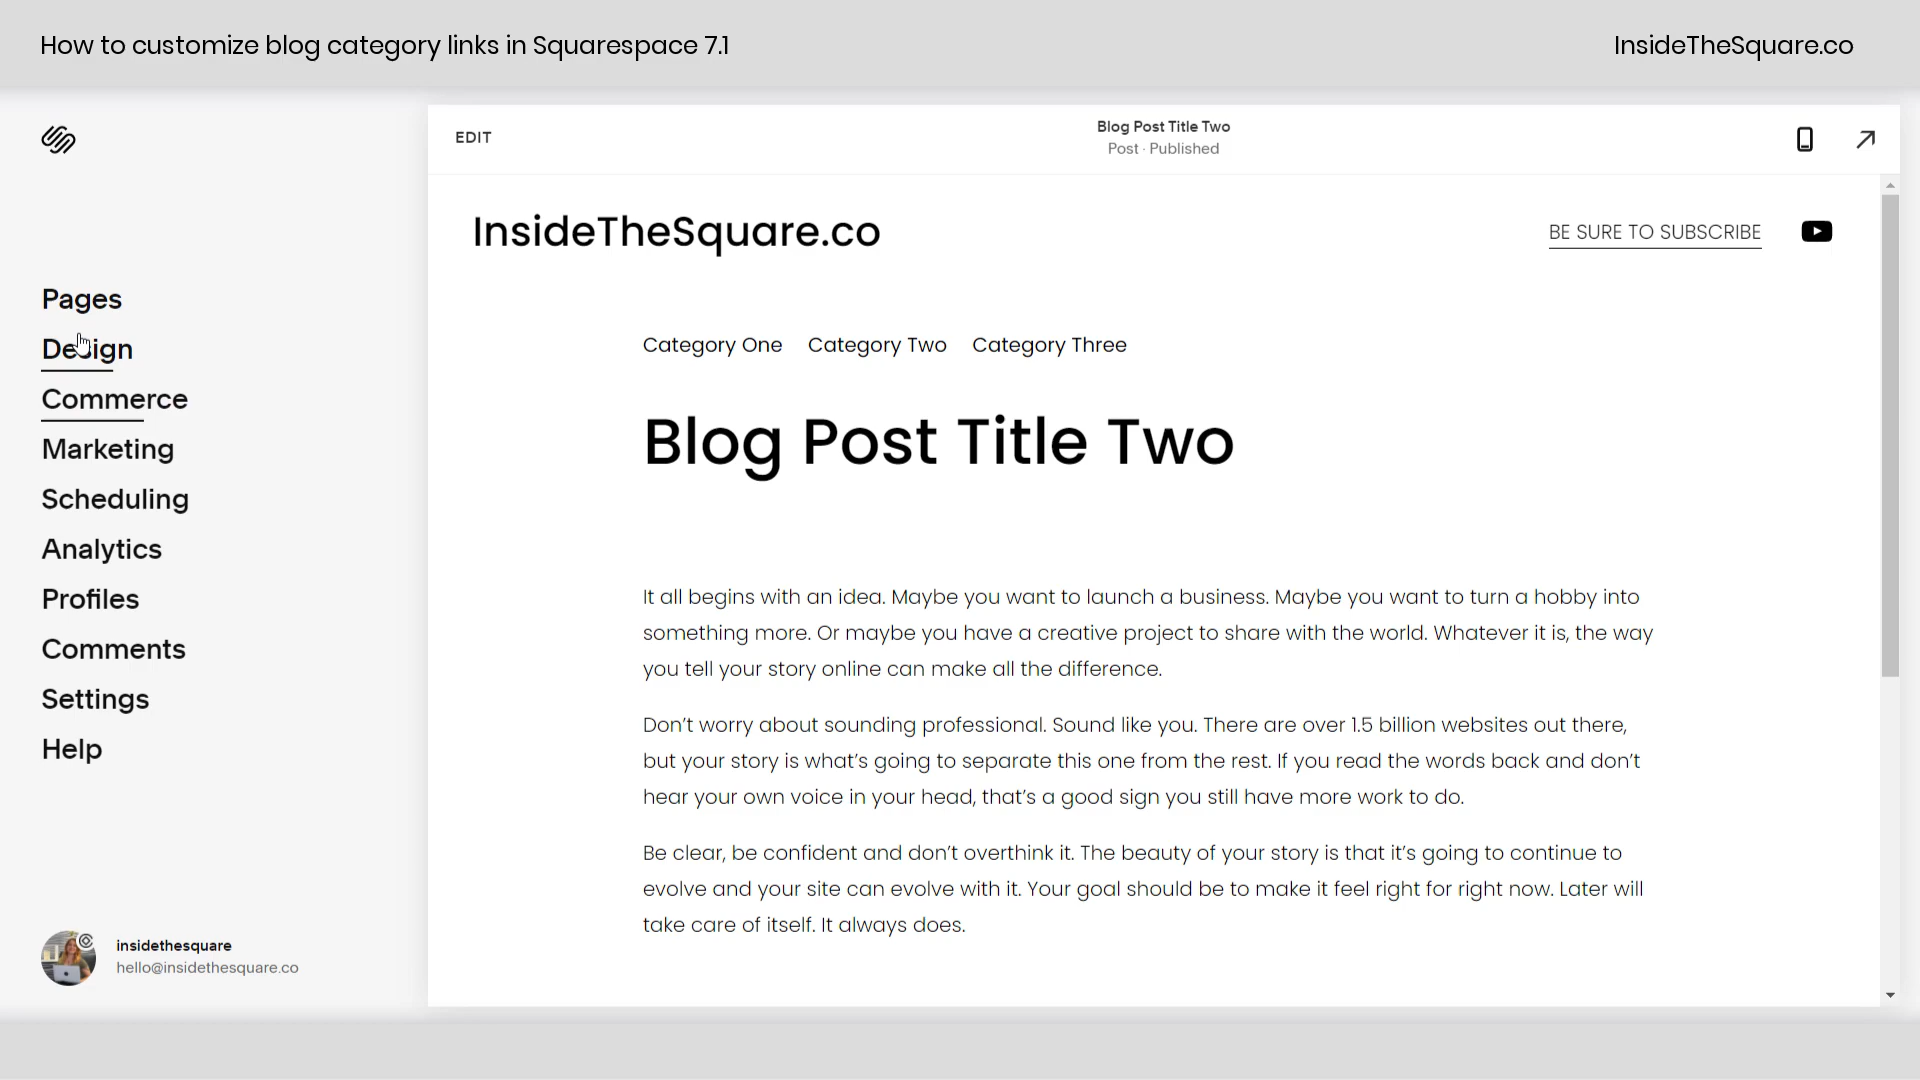 How to customize blog category links in Squarespace 7.1
InsideTheSquare.co
Pages
Design
Commerce
Marketing
Scheduling
Analytics
Profiles
Comments
Settings
Help
insidethesquare
hello@insidethesquare.co
EDIT
Blog Post Title Two
Post · Published
InsideTheSquare.co
BE SURE TO SUBSCRIBE
Category One Category Two Category Three
Blog Post Title Two
It all begins with an idea. Maybe you want to launch a business. Maybe you want to turn a hobby into
something more. Or maybe you have a creative project to share with the world. Whatever it is, the way
you tell your story online can make all the difference.
Don’t worry about sounding professional. Sound like you. There are over 1.5 billion websites out there,
but your story is what’s going to separate this one from the rest. If you read the words back and don’t
hear your own voice in your head, that’s a good sign you still have more work to do.
Be clear, be confident and don’t overthink it. The beauty of your story is that it’s going to continue to
evolve and your site can evolve with it. Your goal should be to make it feel right for right now. Later will
take care of itself. It always does.